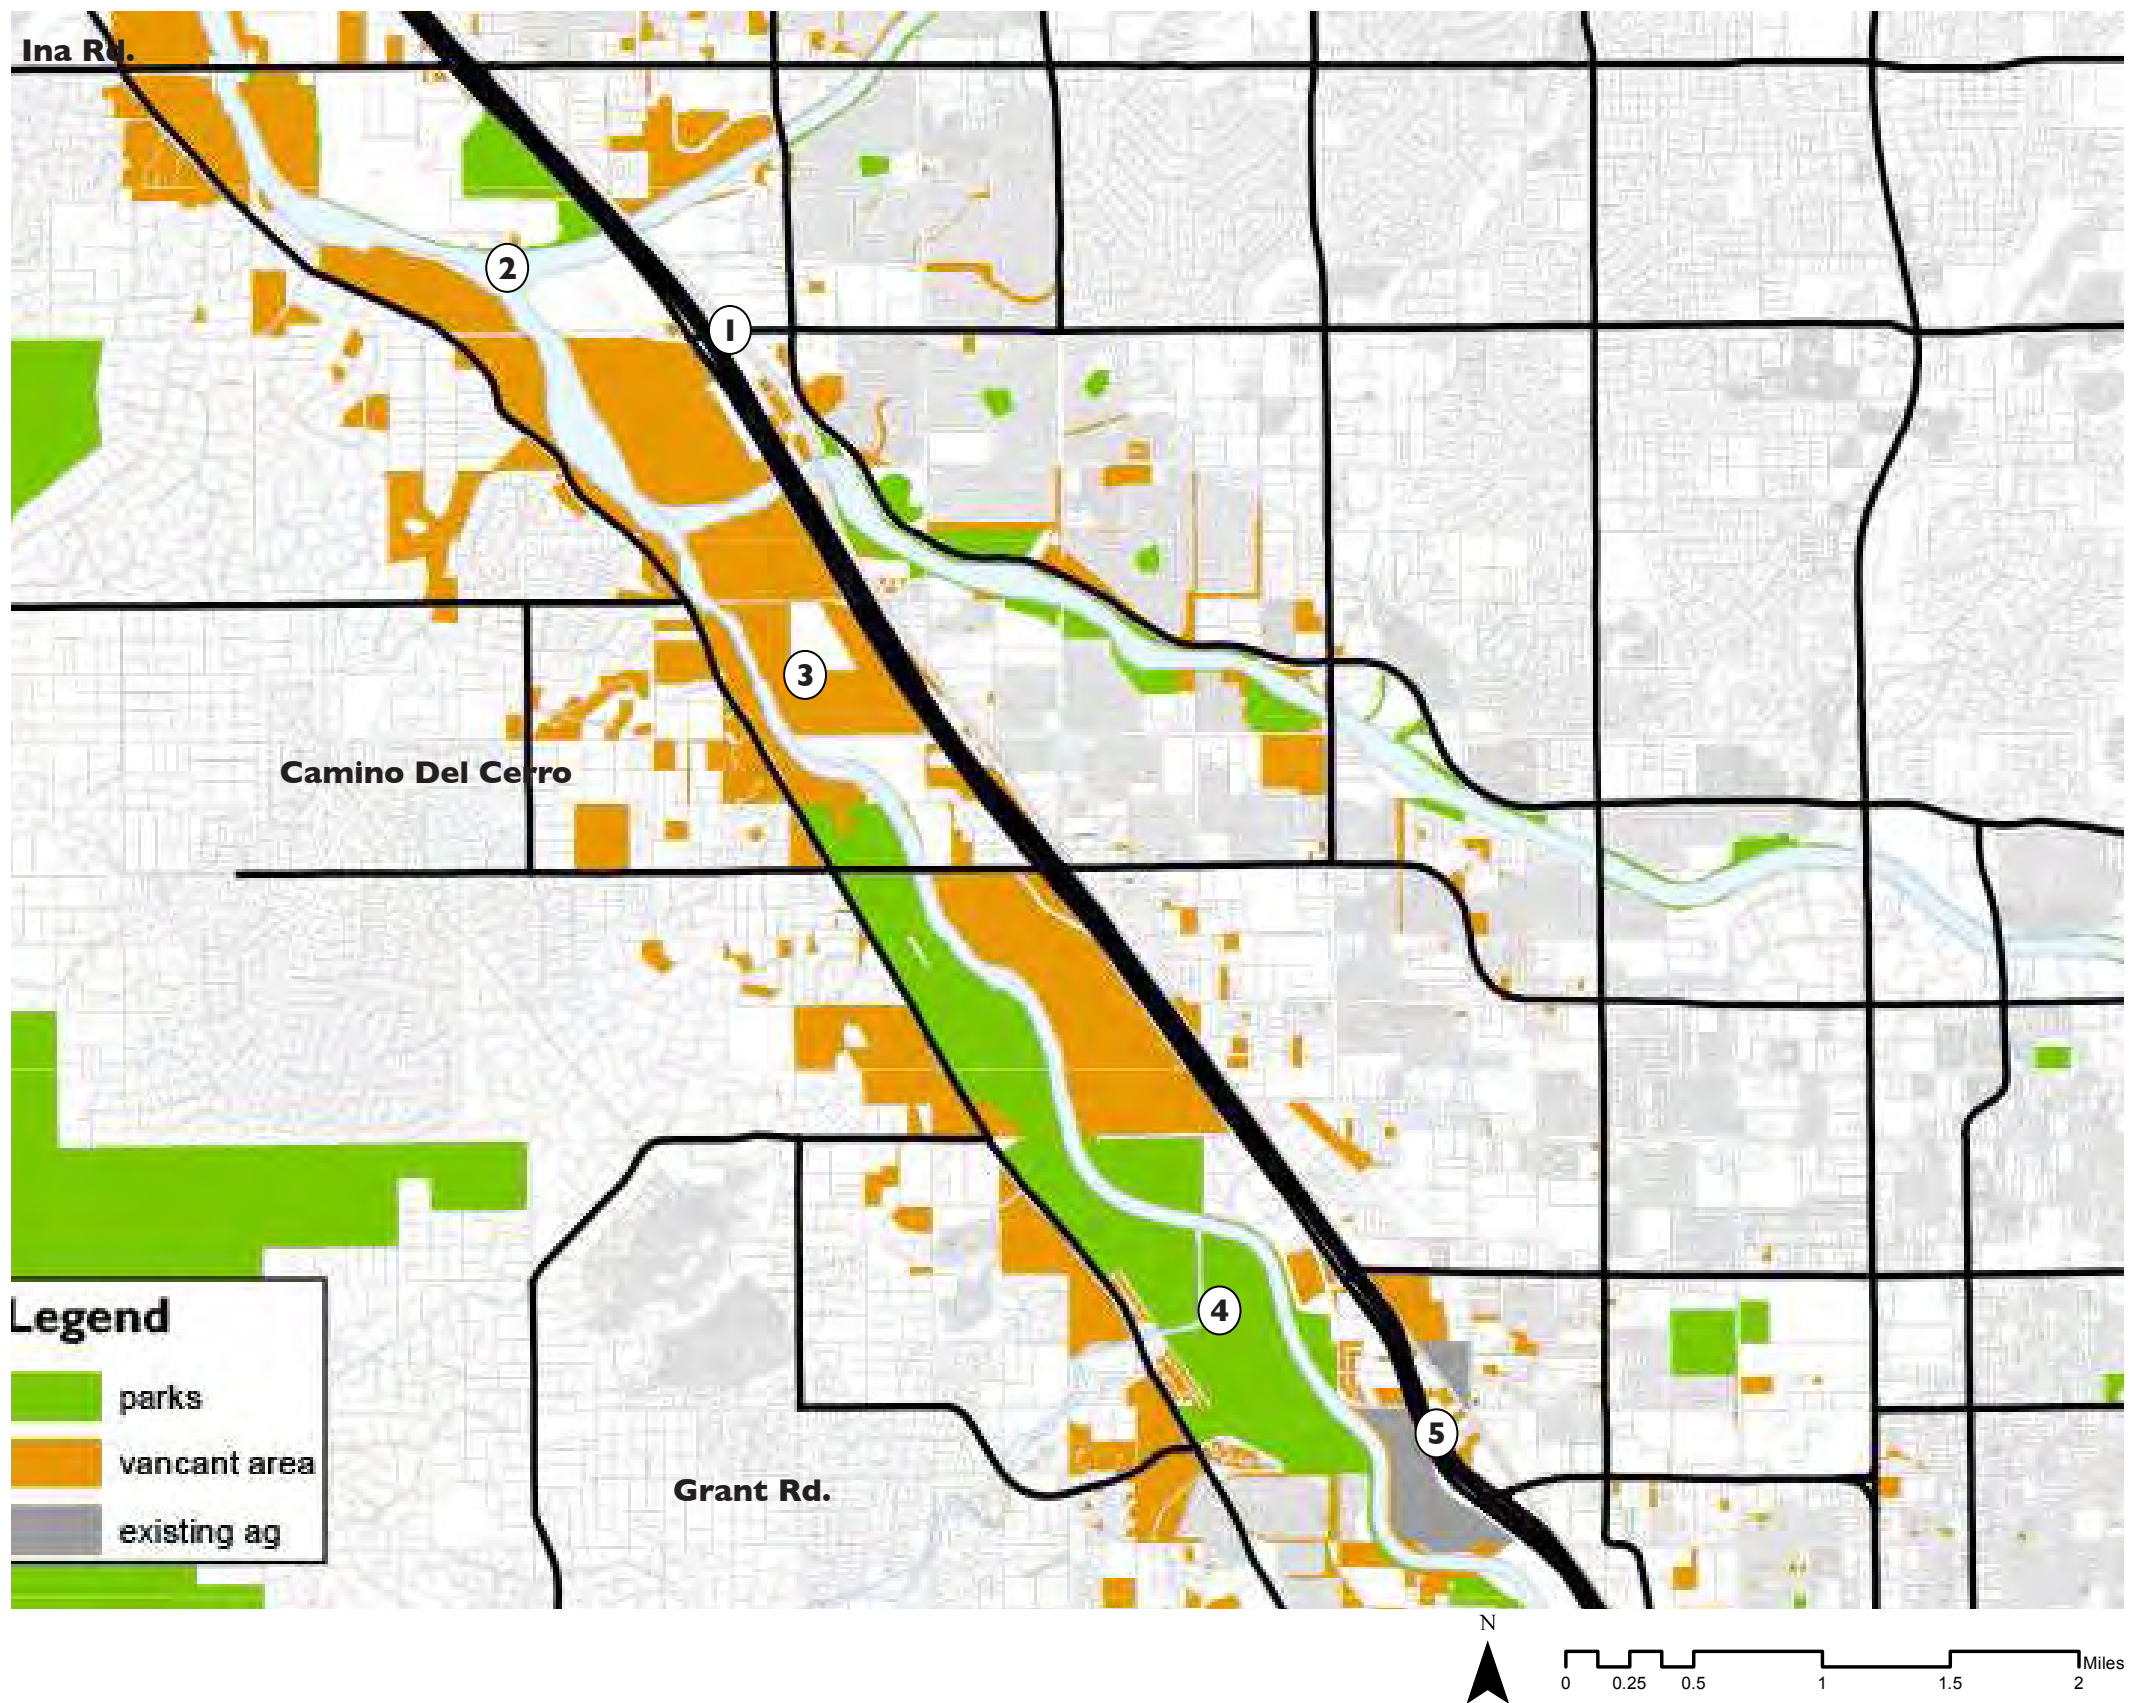 Ina Rd.
2
1
3
Camino Del Cerro
4
Legend
parks
vancant area
existing ag
5
Grant Rd.
N
Miles
0 0.25 0.5 1 1.5 2